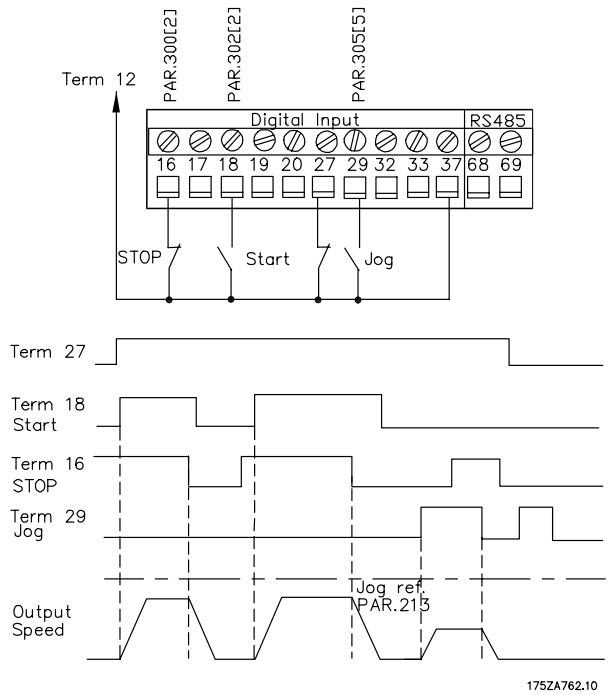 PAR.300[2]
PAR.302[2]
PAR.305[5]
Term 12
Digital Input RS485
16 17 18 19 20 27 29 32 33 37 68 69
STOP Start Jog
Term 27
Term 18
Start
Term 16
STOP
Term 29
Jog
Jog ref.
PAR.213
Output
Speed
175ZA762.10